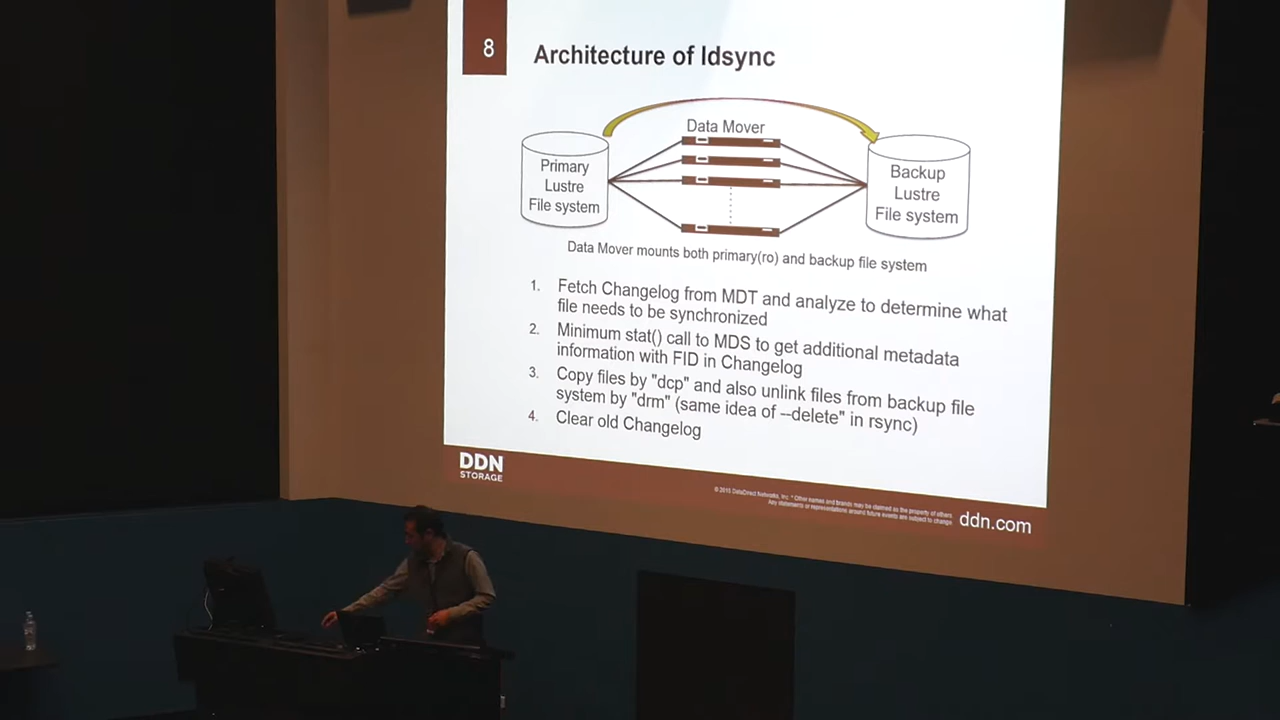 8
Architecture of ldsync
Data Mover
Primary
Lustre
File system
Backup
Lustre
File system
Data Mover mounts both primary(ro) and backup file system
1. Fetch Changelog from MDT and analyze to determine what
file needs to be synchronized
2. Minimum stat() call to MDS to get additional metadata
information with FID in Changelog
3. Copy files by "dcp" and also unlink files from backup file
system by "drm" (same idea of --delete" in rsync)
4. Clear old Changelog
DDN
STORAGE
© 2015 DataDirect Networks, Inc. * Other names and brands may be claimed as the property of others.
Any statements or representations around future events are subject to change.
ddn.com